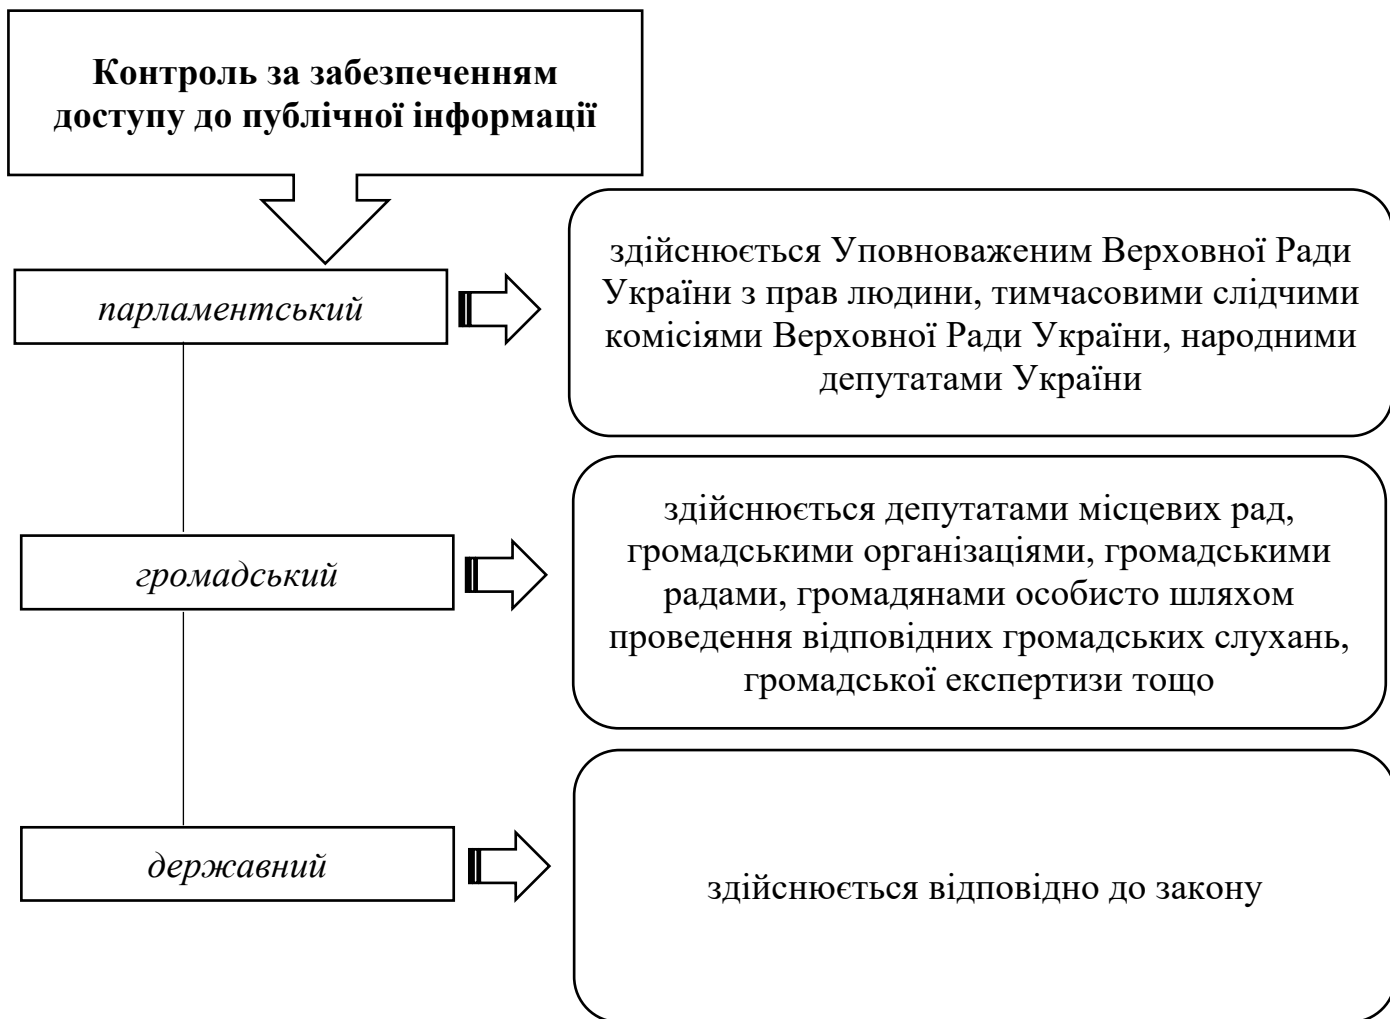 Контроль за забезпеченням
доступу до публічної інформації
парламентський
здійснюється Уповноваженим Верховної Ради
України з прав людини, тимчасовими слідчими
комісіями Верховної Ради України, народними
депутатами України
громадський
здійснюється депутатами місцевих рад,
громадськими організаціями, громадськими
радами, громадянами особисто шляхом
проведення відповідних громадських слухань,
громадської експертизи тощо
державний
здійснюється відповідно до закону